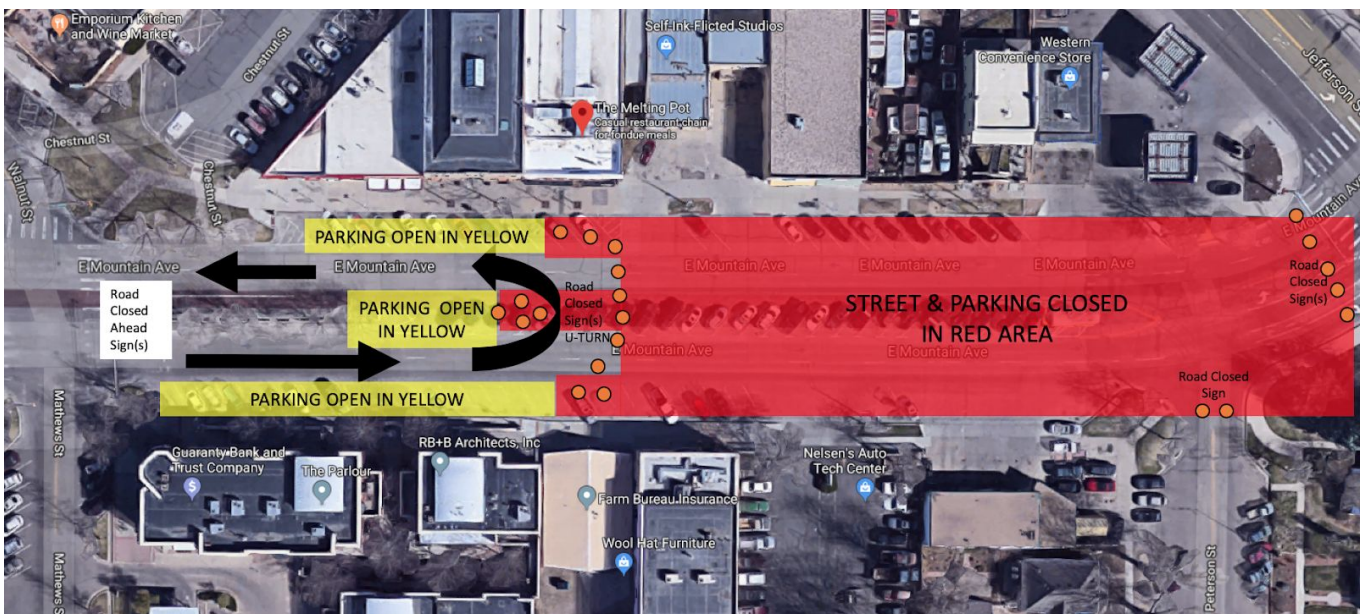 Emporium Kitchen
and Wine Market
Chestnut St
Self-Ink-Flicted Studios
Western
Convenience Store
Jefferson S
The Melting Pot
Casual restaurant chain
for fondue meals
Chestnut St
Walnut St
Chestnut St
E Mountain Ave
PARKING OPEN IN YELLOW
E Mountain Ave
E Mountain Ave
E Mountain Ave
E Mountain Ave
E Mountain Ave
Road
Closed
Ahead
Sign(s)
PARKING OPEN
IN YELLOW
Road
Closed
Sign(s)
U-TURN
STREET & PARKING CLOSED
IN RED AREA
Road
Closed
Sign(s)
E Mountain Ave
E Mountain Ave
PARKING OPEN IN YELLOW
Road Closed
Sign
Mathews St
Guaranty Bank and
Trust Company
The Parlour
RB+B Architects, Inc
Farm Bureau Insurance
Nelsen's Auto
Tech Center
Wool Hat Furniture
Mathews S
Peterson St